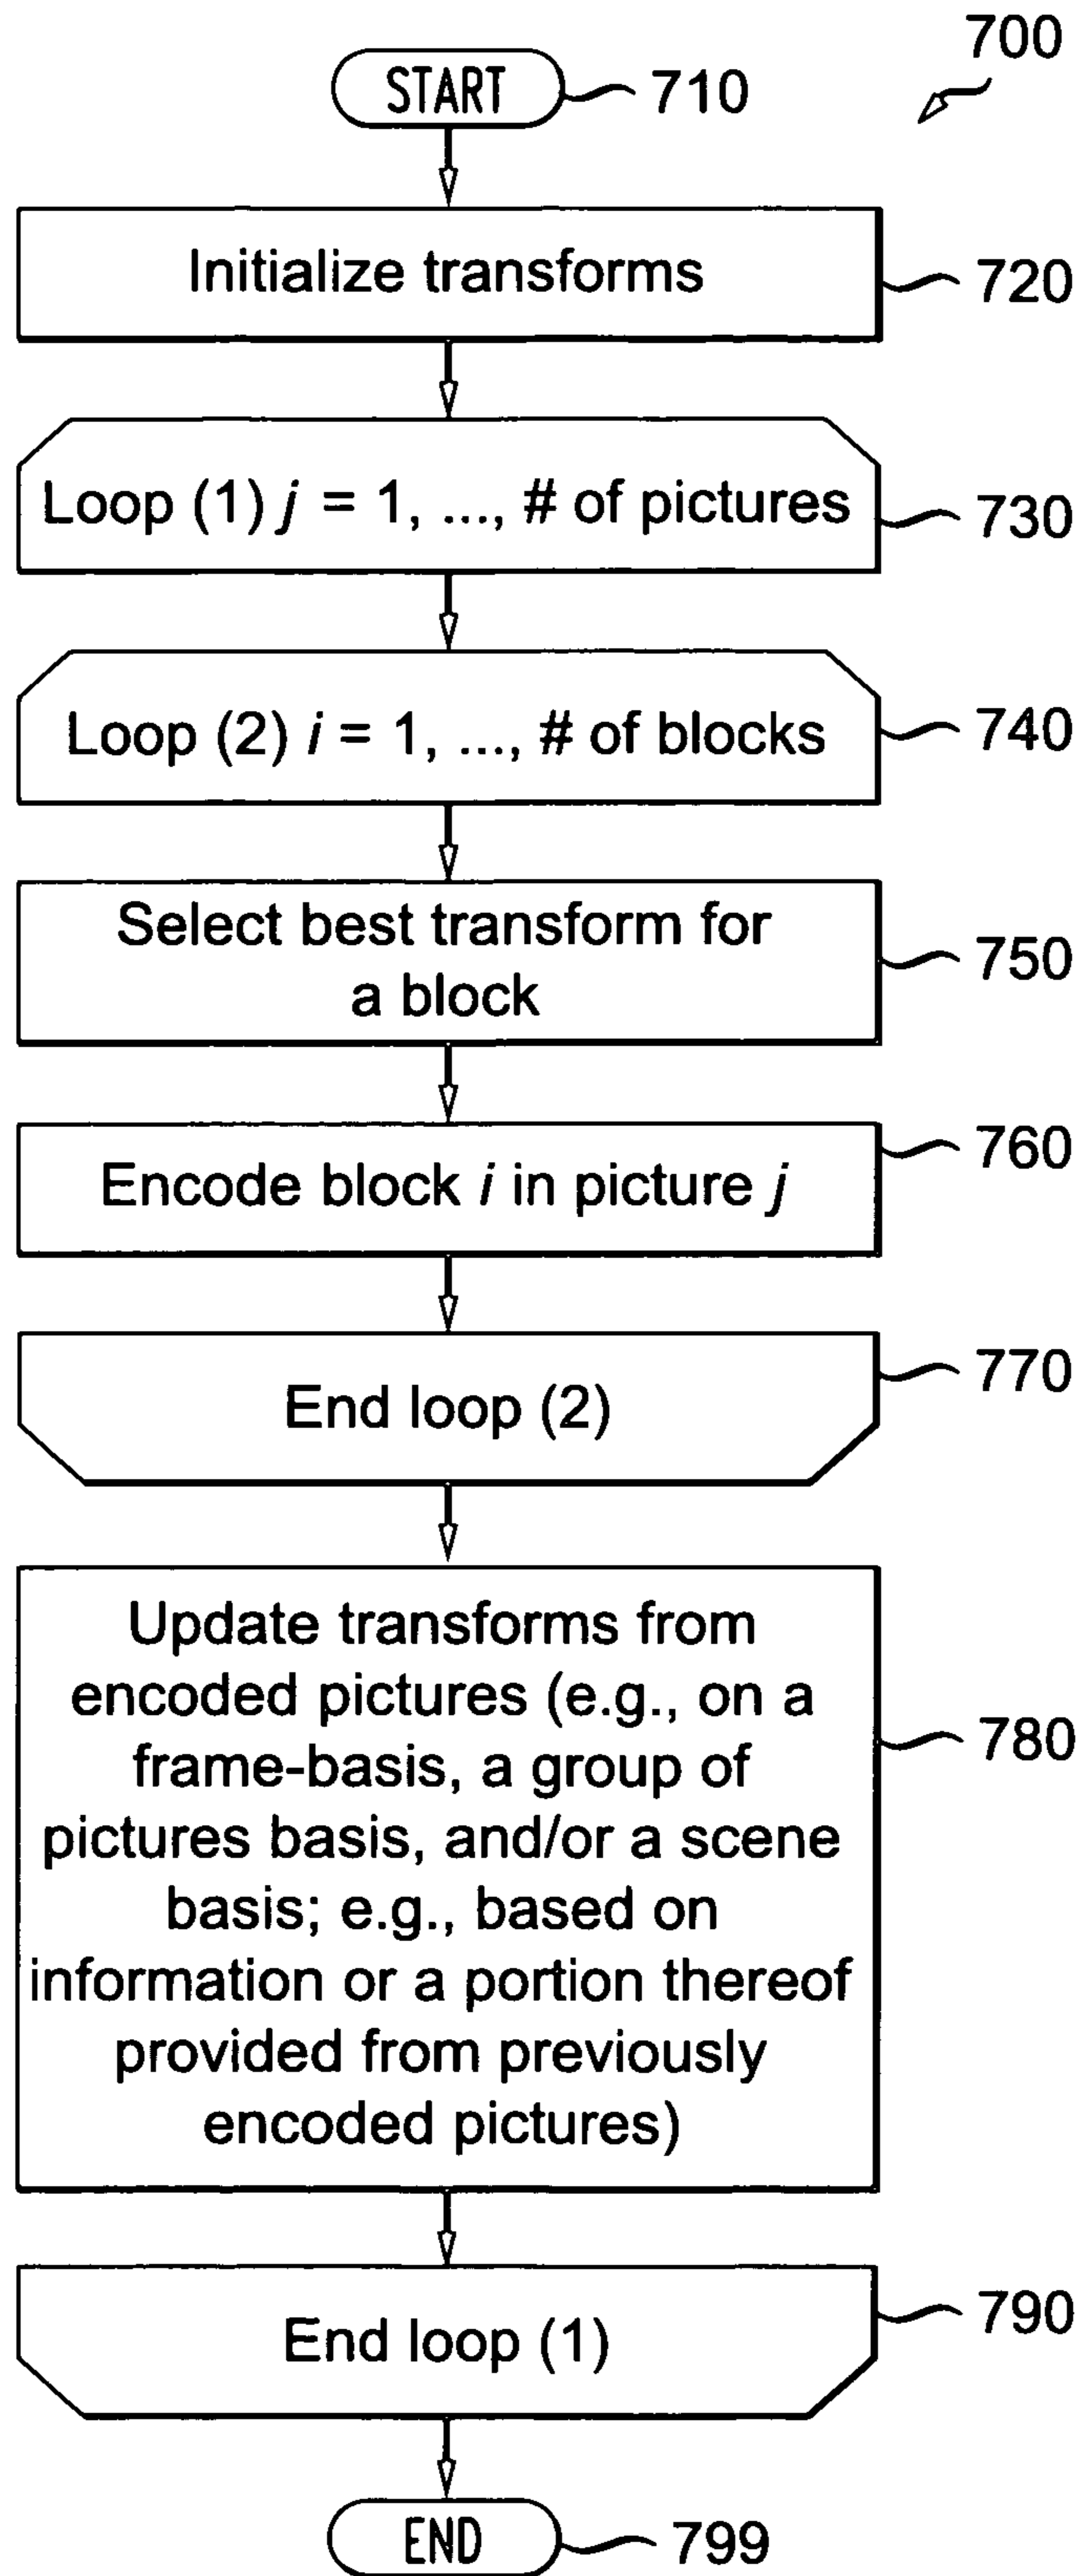 700
START 710
Initialize transforms 720
Loop (1) j = 1, ..., # of pictures 730
Loop (2) i = 1, ..., # of blocks 740
Select best transform for
a block
750
Encode block i in picture j 760
End loop (2) 770
Update transforms from
encoded pictures (e.g., on a
frame-basis, a group of
pictures basis, and/or a scene
basis; e.g., based on
information or a portion thereof
provided from previously
encoded pictures)
780
End loop (1) 790
END 799